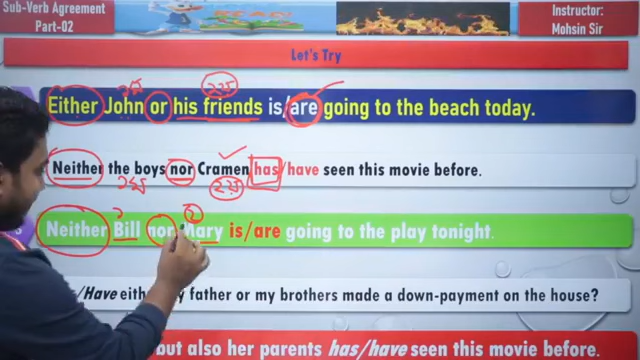 Sub-Verb Agreement
Part-02
Instructor:
Mohsin Sir
Let's Try
Either John or his friends is/are going to the beach today.
Neither the boys nor Cramen has/have seen this movie before.
Neither Bill nor Mary is/are going to the play tonight.
/Have either my father or my brothers made a down-payment on the house?
but also her parents has/have seen this movie before.